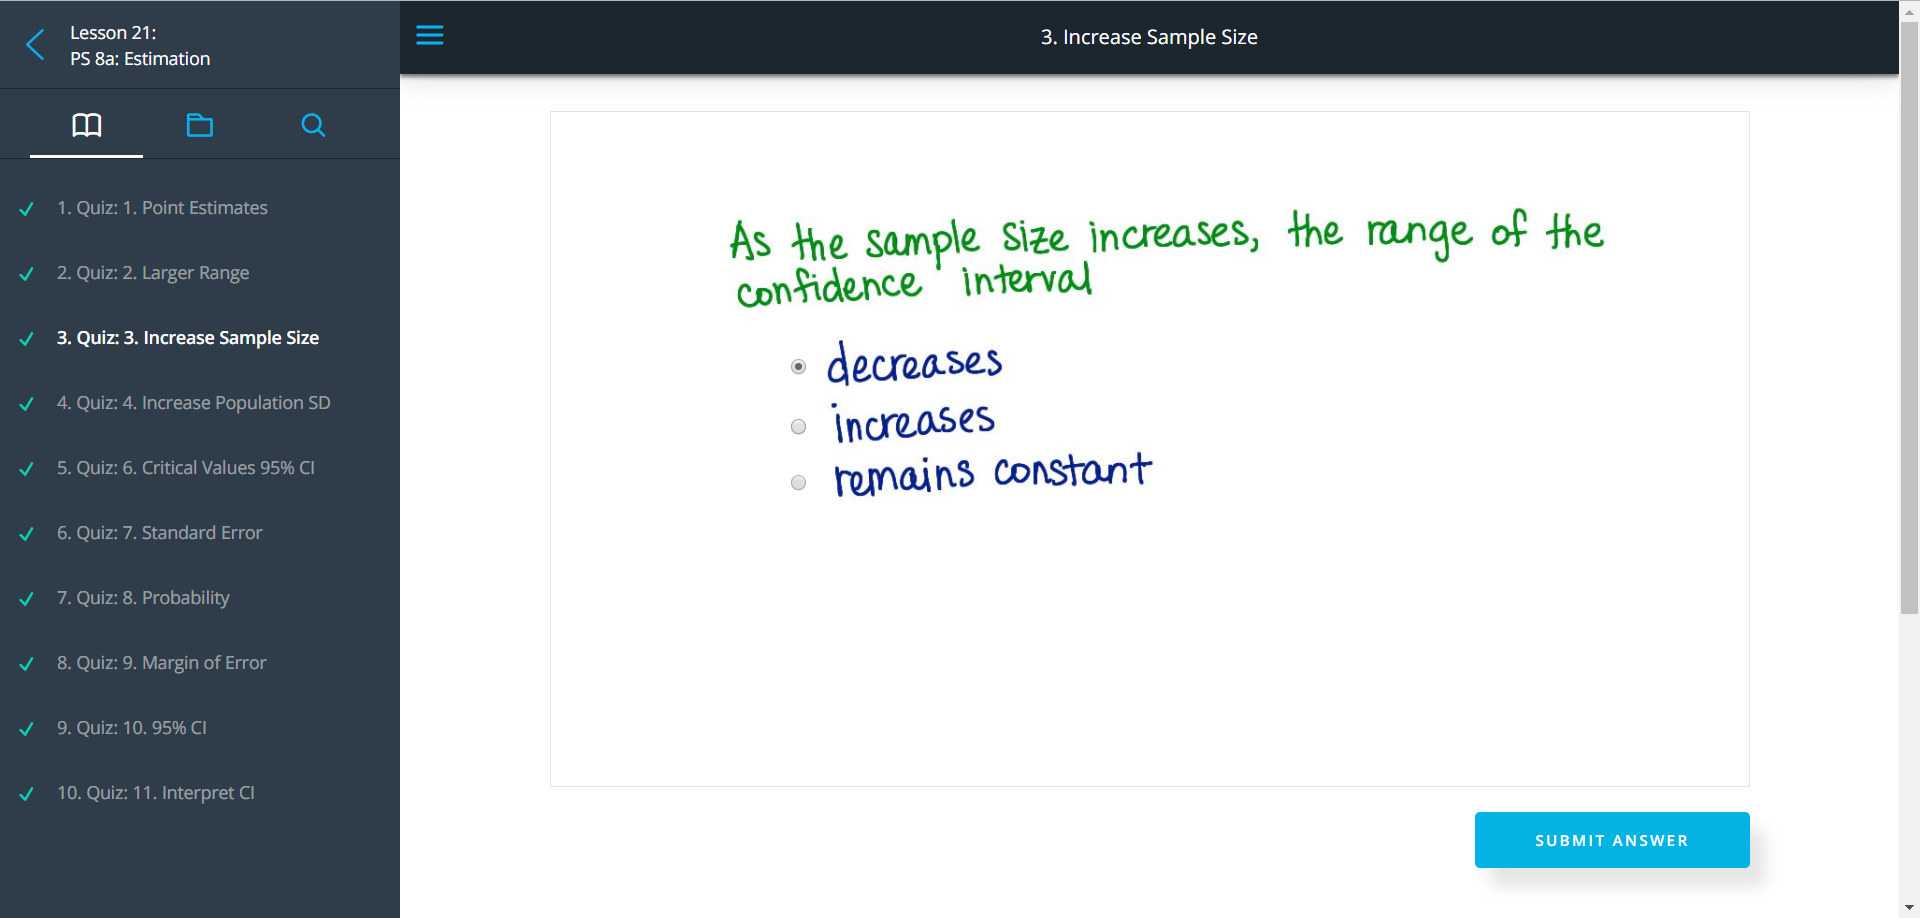 Lesson 21:
PS 8a: Estimation
3. Increase Sample Size
1. Quiz: 1. Point Estimates
2. Quiz: 2. Larger Range
3. Quiz: 3. Increase Sample Size
4. Quiz: 4. Increase Population SD
5. Quiz: 6. Critical Values 95% CI
6. Quiz: 7. Standard Error
7. Quiz: 8. Probability
8. Quiz: 9. Margin of Error
9. Quiz: 10. 95% CI
10. Quiz: 11. Interpret CI
As the sample size increases, the range of the
confidence interval
decreases
increases
remains constant
SUBMIT ANSWER